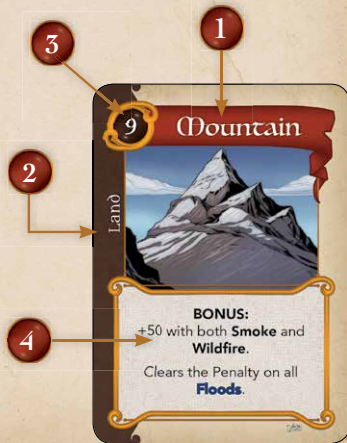 1
3
9
Mountain
2
Land
4
BONUS:
+50 with both Smoke and
Wildfire.
Clears the Penalty on all
Floods.